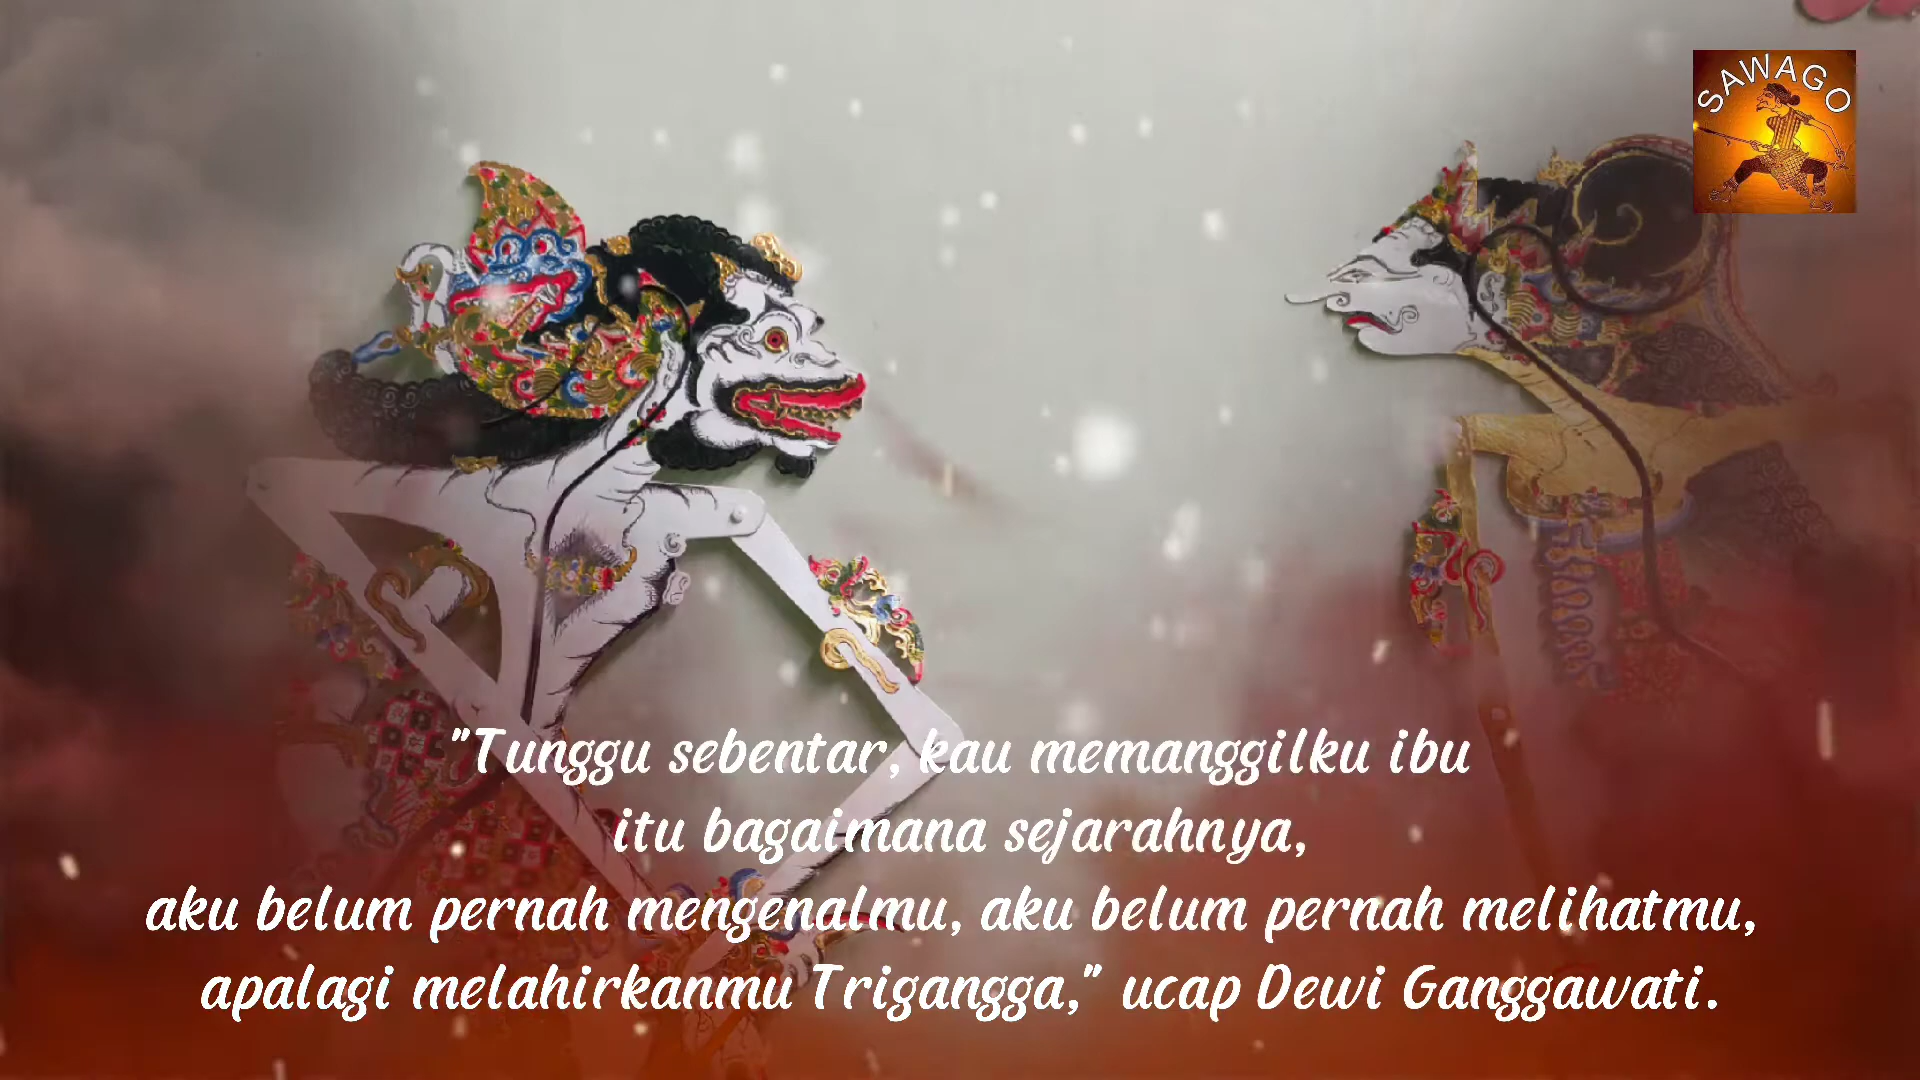 SAWAGO
"Tunggu sebentar, kau memanggilku ibu
itu bagaimana sejarahnya,
aku belum pernah mengenalmu, aku belum pernah melihatmu,
apalagi melahirkanmu Trigangga," ucap Dewi Ganggawati.